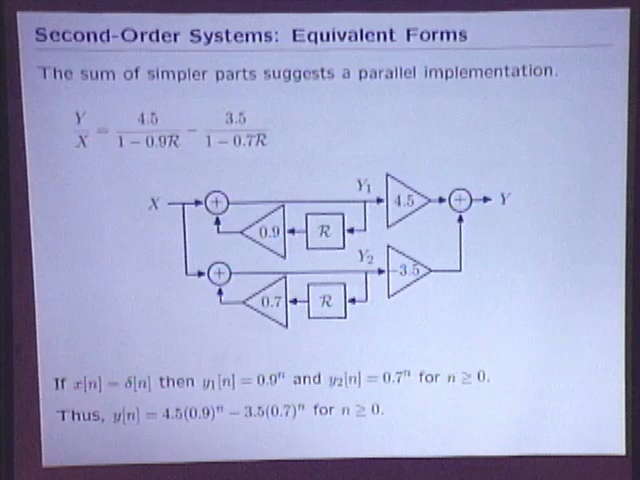 Second-Order Systems: Equivalent Forms
The sum of simpler parts suggests a parallel implementation.
Y/X = 4.5/(1 − 0.9R) − 3.5/(1 − 0.7R)
X + Y₁ 4.5 + Y
0.9 R
+ Y₂ −3.5
0.7 R
If x[n] = δ[n] then y₁[n] = 0.9ⁿ and y₂[n] = 0.7ⁿ for n ≥ 0.
Thus, y[n] = 4.5(0.9)ⁿ − 3.5(0.7)ⁿ for n ≥ 0.